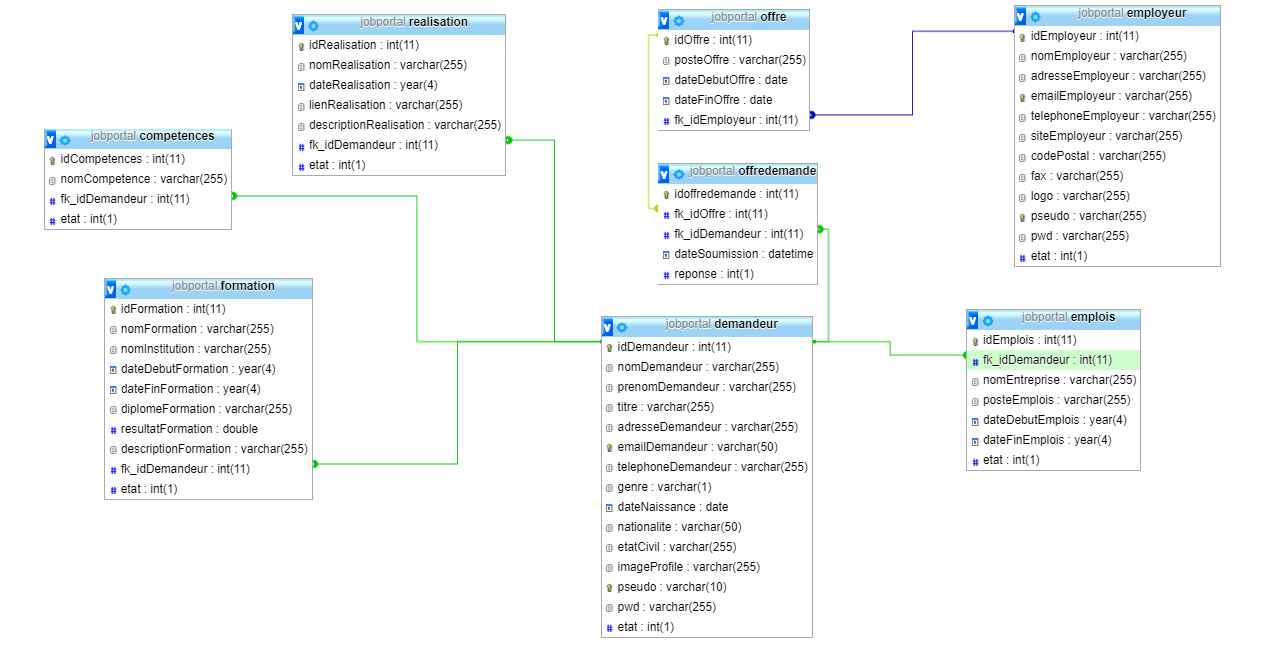 jobportal realisation
idRealisation : int(11)
nomRealisation : varchar(255)
dateRealisation : year(4)
lienRealisation : varchar(255)
descriptionRealisation : varchar(255)
fk_idDemandeur : int(11)
etat : int(1)
jobportal offre
idOffre : int(11)
posteOffre : varchar(255)
dateDebutOffre : date
dateFinOffre : date
fk_idEmployeur : int(11)
jobportal employeur
idEmployeur : int(11)
nomEmployeur : varchar(255)
adresseEmployeur : varchar(255)
emailEmployeur : varchar(255)
telephoneEmployeur : varchar(255)
siteEmployeur : varchar(255)
codePostal : varchar(255)
fax : varchar(255)
logo : varchar(255)
pseudo : varchar(255)
pwd : varchar(255)
etat : int(1)
jobportal competences
idCompetences : int(11)
nomCompetence : varchar(255)
fk_idDemandeur : int(11)
etat : int(1)
jobportal offredemande
idoffredemande : int(11)
fk_idOffre : int(11)
fk_idDemandeur : int(11)
dateSoumission : datetime
reponse : int(1)
jobportal formation
idFormation : int(11)
nomFormation : varchar(255)
nomInstitution : varchar(255)
dateDebutFormation : year(4)
dateFinFormation : year(4)
diplomeFormation : varchar(255)
resultatFormation : double
descriptionFormation : varchar(255)
fk_idDemandeur : int(11)
etat : int(1)
jobportal demandeur
idDemandeur : int(11)
nomDemandeur : varchar(255)
prenomDemandeur : varchar(255)
titre : varchar(255)
adresseDemandeur : varchar(255)
emailDemandeur : varchar(50)
telephoneDemandeur : varchar(255)
genre : varchar(1)
dateNaissance : date
nationalite : varchar(50)
etatCivil : varchar(255)
imageProfile : varchar(255)
pseudo : varchar(10)
pwd : varchar(255)
etat : int(1)
jobportal emplois
idEmplois : int(11)
fk_idDemandeur : int(11)
nomEntreprise : varchar(255)
posteEmplois : varchar(255)
dateDebutEmplois : year(4)
dateFinEmplois : year(4)
etat : int(1)